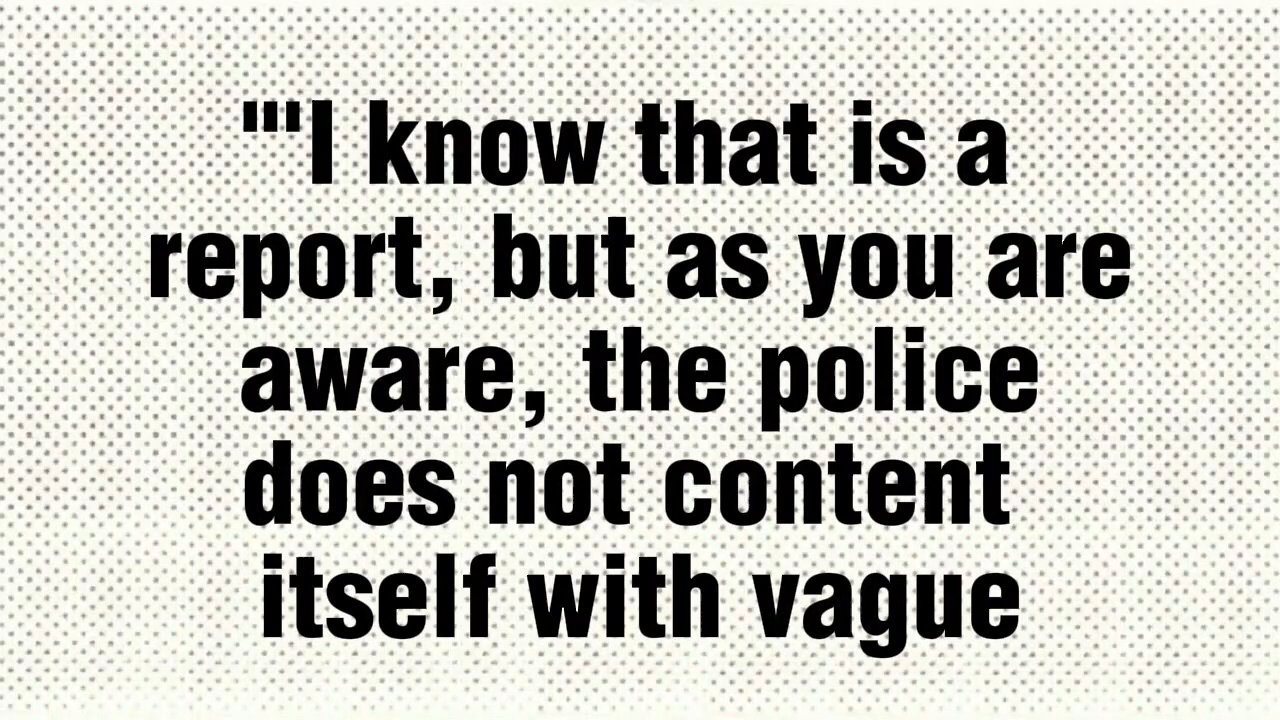 "'I know that is a
report, but as you are
aware, the police
does not content
itself with vague